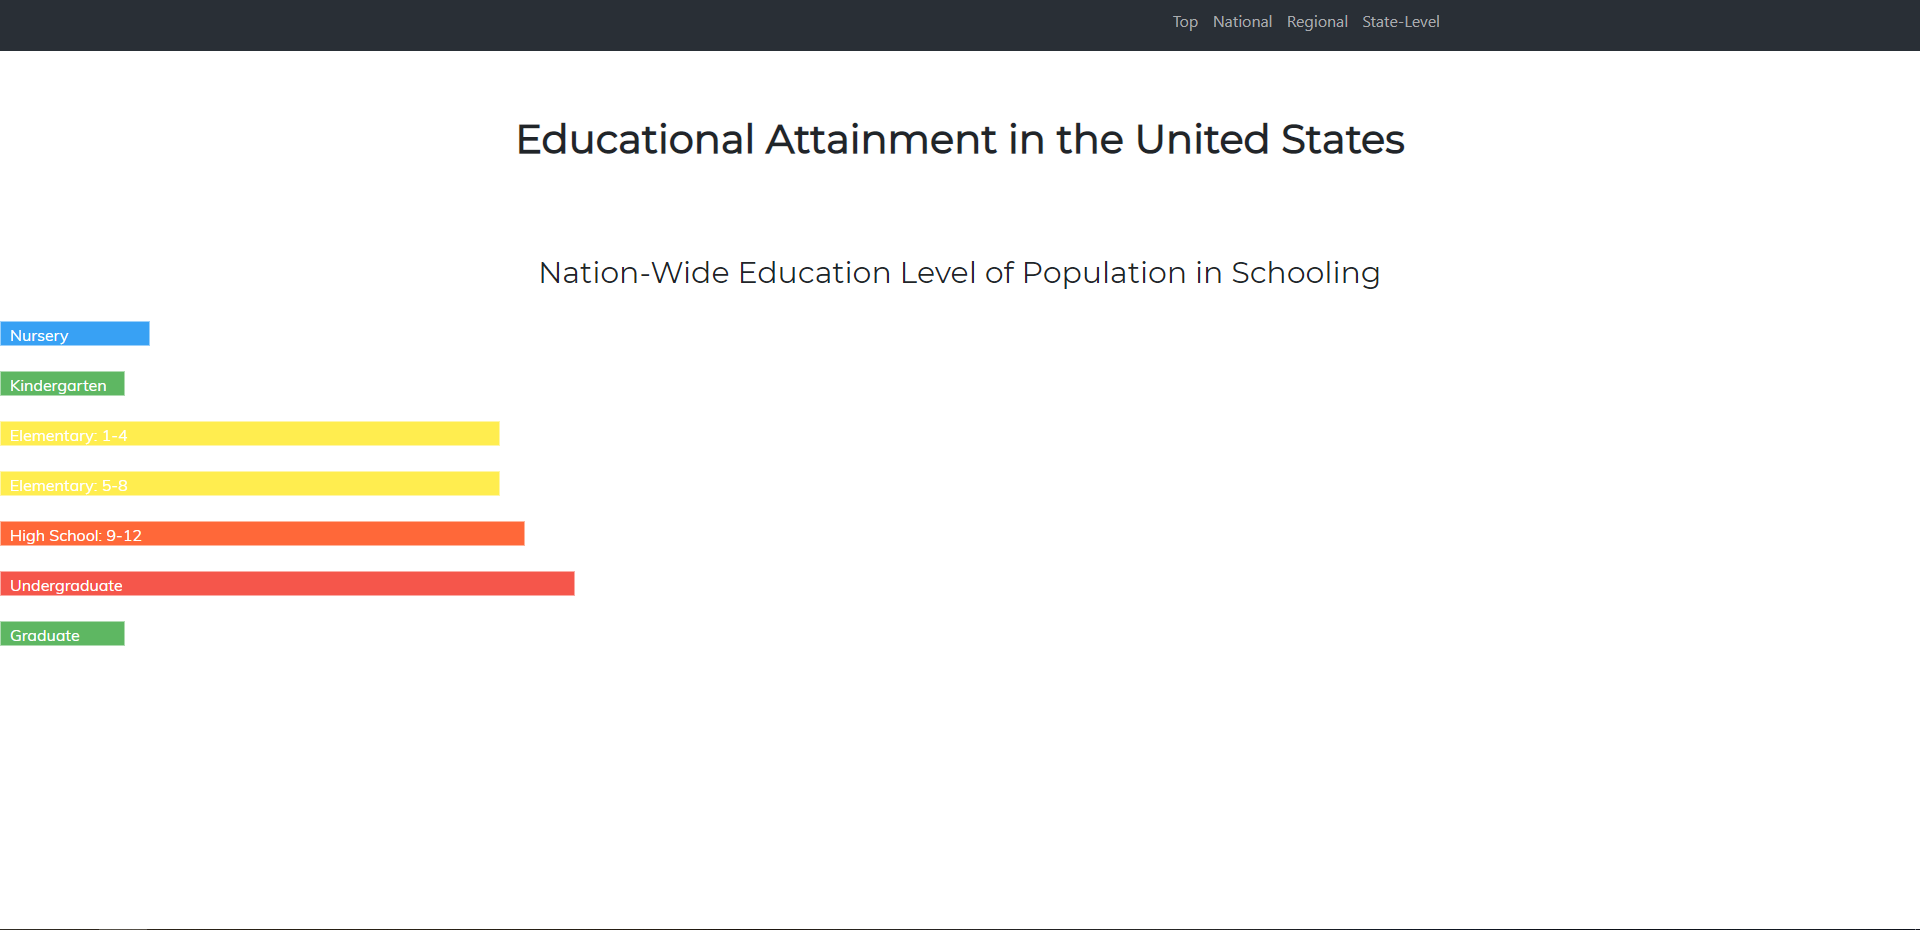 Top National Regional State-Level
Educational Attainment in the United States
Nation-Wide Education Level of Population in Schooling
Nursery
Kindergarten
Elementary: 1-4
Elementary: 5-8
High School: 9-12
Undergraduate
Graduate